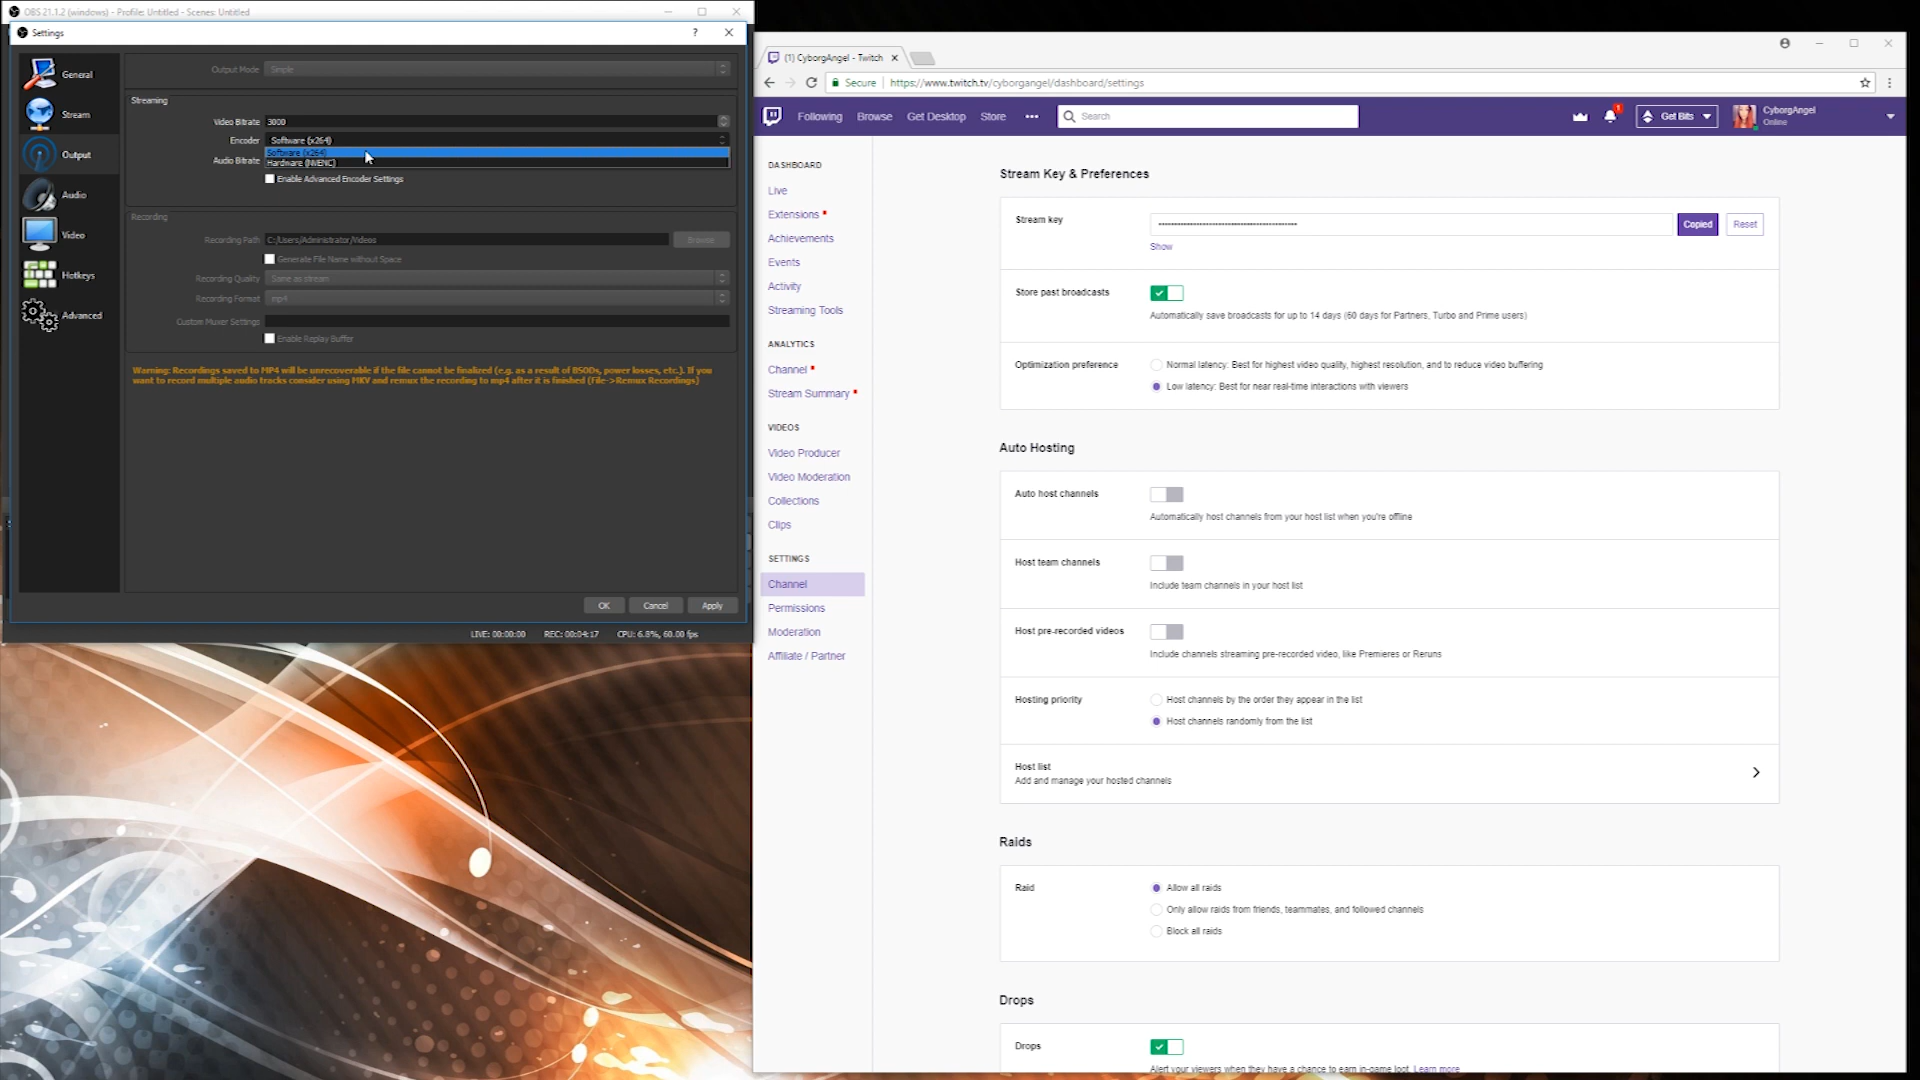 OBS 21.1.2 (windows) - Profile: Untitled - Scenes: Untitled
Settings
?
General
Stream
Output
Audio
Video
Hotkeys
Advanced
Output Mode Simple
Streaming
Video Bitrate 3000
Encoder Software (x264)
Software (x264)
Audio Bitrate Hardware (NVENC)
Enable Advanced Encoder Settings
Recording
Recording Path C:/Users/Administrator/Videos Browse
Generate File Name without Space
Recording Quality Same as stream
Recording Format mp4
Custom Muxer Settings
Enable Replay Buffer
Warning: Recordings saved to MP4 will be unrecoverable if the file cannot be finalized (e.g. as a result of BSODs, power losses, etc.). If you
want to record multiple audio tracks consider using MKV and remux the recording to mp4 after it is finished (File->Remux Recordings)
OK Cancel Apply
LIVE: 00:00:00 REC: 00:04:17 CPU: 6.8%, 60.00 fps
(1) CyborgAngel - Twitch
Secure https://www.twitch.tv/cyborgangel/dashboard/settings
Following Browse Get Desktop Store ••• Search 1 Get Bits CyborgAngel
Online
DASHBOARD
Live
Extensions
Achievements
Events
Activity
Streaming Tools
ANALYTICS
Channel
Stream Summary
VIDEOS
Video Producer
Video Moderation
Collections
Clips
SETTINGS
Channel
Permissions
Moderation
Affiliate / Partner
Stream Key & Preferences
Stream key Copied Reset
Show
Store past broadcasts
Automatically save broadcasts for up to 14 days (60 days for Partners, Turbo and Prime users)
Optimization preference Normal latency: Best for highest video quality, highest resolution, and to reduce video buffering
Low latency: Best for near real-time interactions with viewers
Auto Hosting
Auto host channels
Automatically host channels from your host list when you're offline
Host team channels
Include team channels in your host list
Host pre-recorded videos
Include channels streaming pre-recorded video, like Premieres or Reruns
Hosting priority Host channels by the order they appear in the list
Host channels randomly from the list
Host list
Add and manage your hosted channels
Raids
Raid Allow all raids
Only allow raids from friends, teammates, and followed channels
Block all raids
Drops
Drops
Alert your viewers when they have a chance to earn in-game loot. Learn more